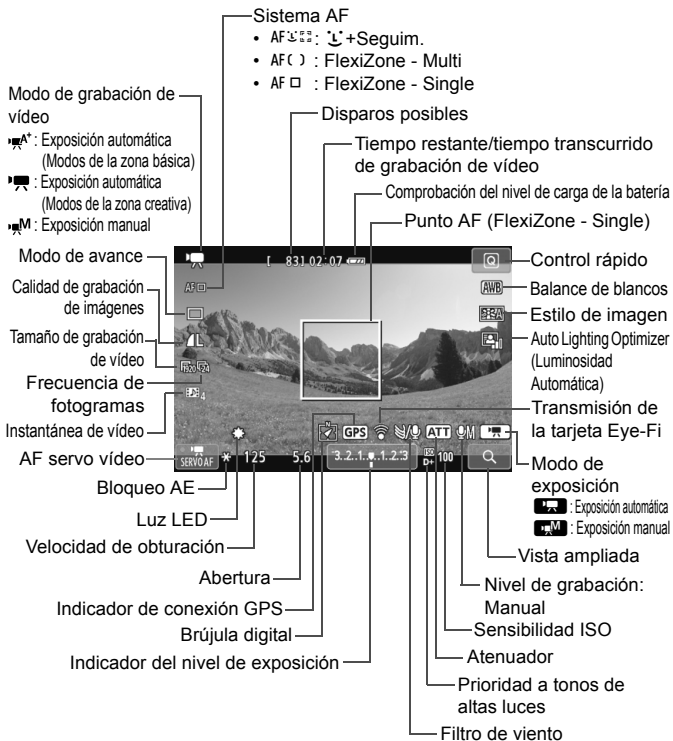 Sistema AF
• AF : +Seguim.
• AF( ) : FlexiZone - Multi
• AF□ : FlexiZone - Single
Modo de grabación de
vídeo
A+ : Exposición automática
(Modos de la zona básica)
: Exposición automática
(Modos de la zona creativa)
M : Exposición manual
Disparos posibles
Tiempo restante/tiempo transcurrido
de grabación de vídeo
Comprobación del nivel de carga de la batería
Punto AF (FlexiZone - Single)
Modo de avance
Calidad de grabación
de imágenes
Tamaño de grabación
de vídeo
Frecuencia de
fotogramas
Instantánea de vídeo
AF servo vídeo
[ 83] 02:07
AF□
L
1920 24
4
SERVO AF
* 125 5.6
N
GPS
ATT
M
3..2..1..0..1..2..3
ISO
D+ 100
Q
AWB
A
Control rápido
Balance de blancos
Estilo de imagen
Auto Lighting Optimizer
(Luminosidad
Automática)
Transmisión de
la tarjeta Eye-Fi
Modo de
exposición
: Exposición automática
M : Exposición manual
Bloqueo AE
Luz LED
Velocidad de obturación
Abertura
Indicador de conexión GPS
Brújula digital
Indicador del nivel de exposición
Vista ampliada
Nivel de grabación:
Manual
Sensibilidad ISO
Atenuador
Prioridad a tonos de
altas luces
Filtro de viento